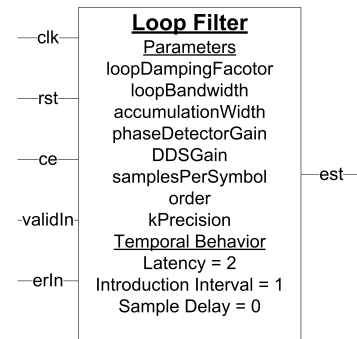 Loop Filter
Parameters
loopDampingFacotor
loopBandwidth
accumulationWidth
phaseDetectorGain
DDSGain
samplesPerSymbol
order
kPrecision
Temporal Behavior
Latency = 2
Introduction Interval = 1
Sample Delay = 0
clk
rst
ce
validIn
erIn
est